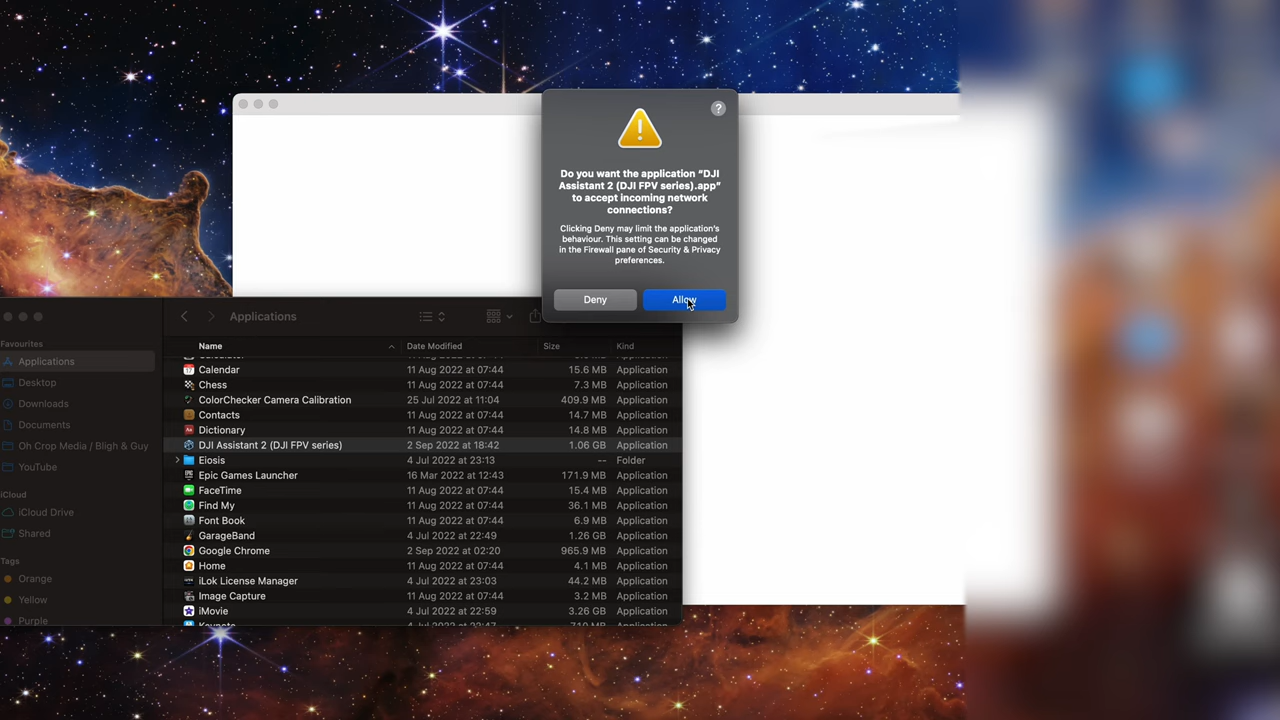 ?
Do you want the application “DJI
Assistant 2 (DJI FPV series).app”
to accept incoming network
connections?
Clicking Deny may limit the application's
behaviour. This setting can be changed
in the Firewall pane of Security & Privacy
preferences.
Deny
Allow
Applications
Favourites
Applications
Desktop
Downloads
Documents
Oh Crop Media / Bligh & Guy
YouTube
iCloud
iCloud Drive
Shared
Tags
Orange
Yellow
Purple
Name Date Modified Size Kind
Calendar 11 Aug 2022 at 07:44 15.6 MB Application
Chess 11 Aug 2022 at 07:44 7.3 MB Application
ColorChecker Camera Calibration 25 Jul 2022 at 11:04 409.9 MB Application
Contacts 11 Aug 2022 at 07:44 14.7 MB Application
Dictionary 11 Aug 2022 at 07:44 14.8 MB Application
DJI Assistant 2 (DJI FPV series) 2 Sep 2022 at 18:42 1.06 GB Application
Eiosis 4 Jul 2022 at 23:13 -- Folder
Epic Games Launcher 16 Mar 2022 at 12:43 171.9 MB Application
FaceTime 11 Aug 2022 at 07:44 15.4 MB Application
Find My 11 Aug 2022 at 07:44 36.1 MB Application
Font Book 11 Aug 2022 at 07:44 6.9 MB Application
GarageBand 4 Jul 2022 at 22:49 1.26 GB Application
Google Chrome 2 Sep 2022 at 02:20 965.9 MB Application
Home 11 Aug 2022 at 07:44 4.1 MB Application
iLok License Manager 4 Jul 2022 at 23:03 44.2 MB Application
Image Capture 11 Aug 2022 at 07:44 3.2 MB Application
iMovie 4 Jul 2022 at 22:59 3.26 GB Application